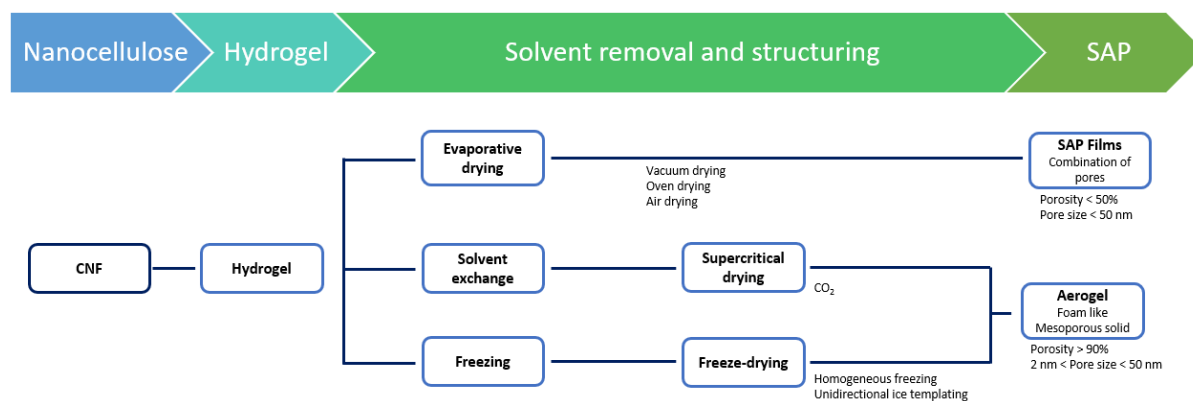 Nanocellulose
Hydrogel
Solvent removal and structuring
SAP
Evaporative
drying
Vacuum drying
Oven drying
Air drying
SAP Films
Combination of
pores
Porosity < 50%
Pore size < 50 nm
CNF
Hydrogel
Solvent
exchange
Supercritical
drying
CO₂
Aerogel
Foam like
Mesoporous solid
Porosity > 90%
2 nm < Pore size < 50 nm
Freezing
Freeze-drying
Homogeneous freezing
Unidirectional ice templating